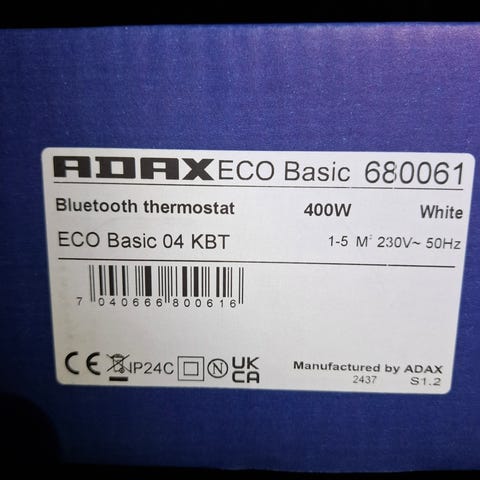 ADAX ECO Basic 680061
Bluetooth thermostat 400W White
ECO Basic 04 KBT 1-5 M² 230V~ 50Hz
7 040666 800616
CE IP24C N UK CA Manufactured by ADAX
2437 S1.2